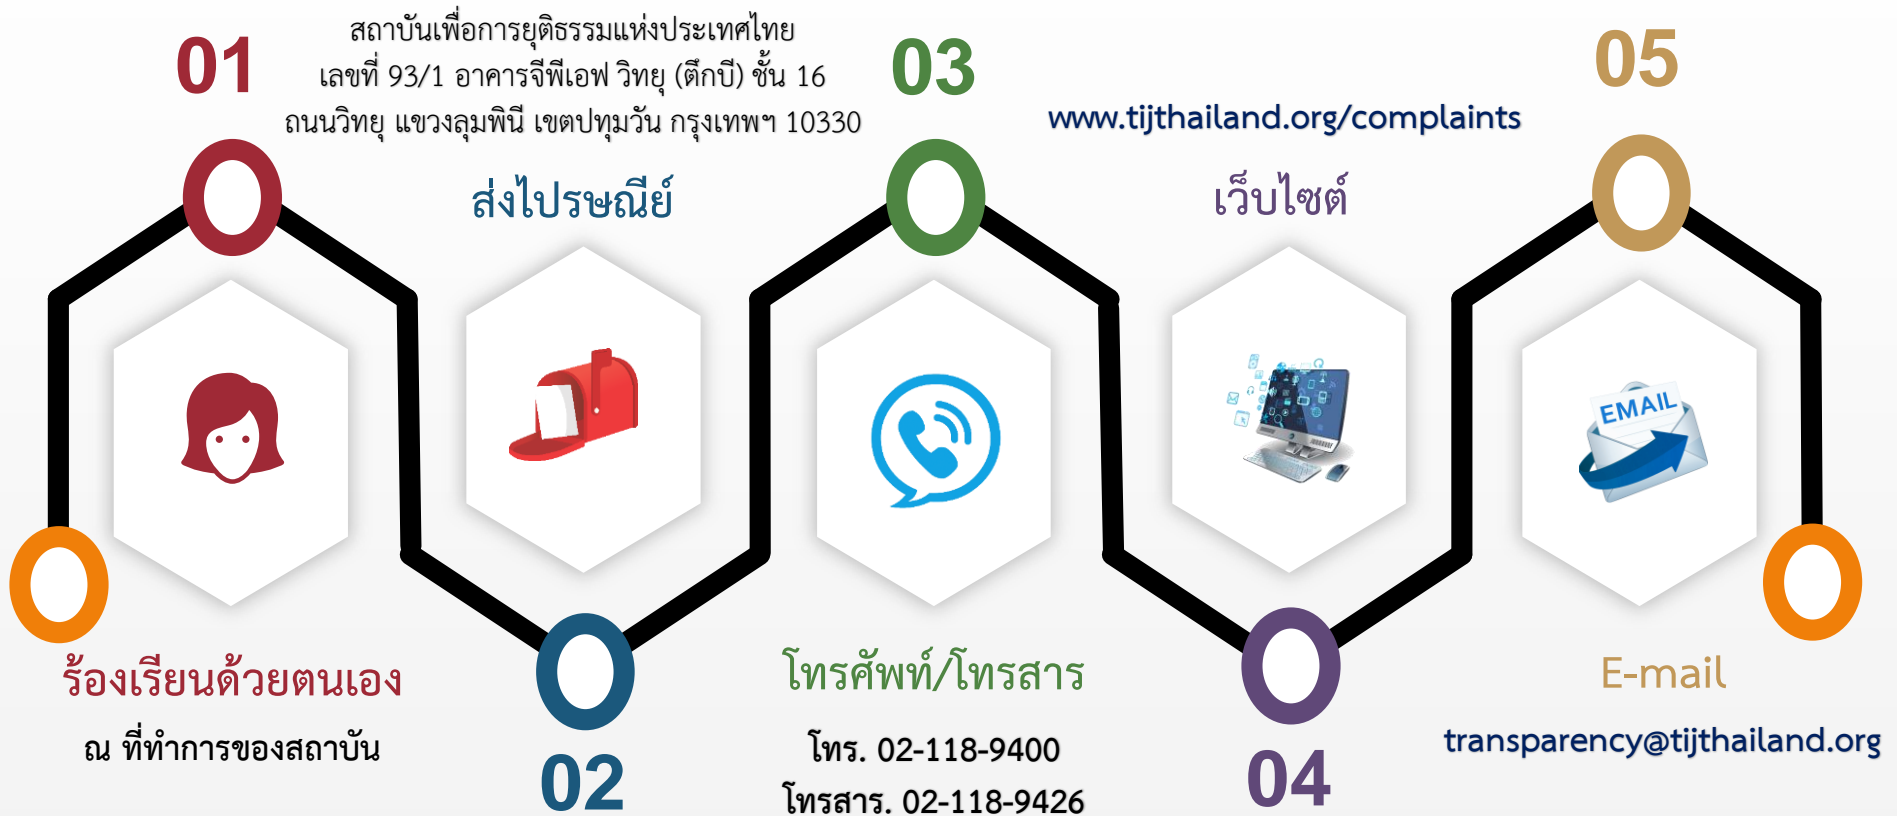 01
ร้องเรียนด้วยตนเอง
ณ ที่ทำการของสถาบัน
สถาบันเพื่อการยุติธรรมแห่งประเทศไทย
เลขที่ 93/1 อาคารจีพีเอฟ วิทยุ (ตึกบี) ชั้น 16
ถนนวิทยุ แขวงลุมพินี เขตปทุมวัน กรุงเทพฯ 10330
ส่งไปรษณีย์
02
03
โทรศัพท์/โทรสาร
โทร. 02-118-9400
โทรสาร. 02-118-9426
www.tijthailand.org/complaints
เว็บไซต์
04
05
EMAIL
E-mail
transparency@tijthailand.org